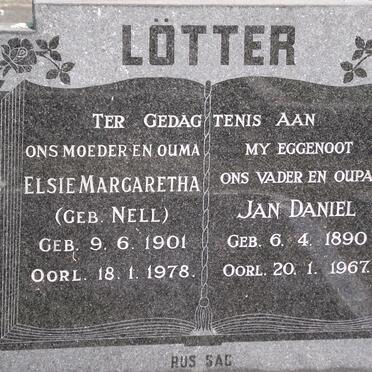 LÖTTER
TER GEDAGTENIS AAN
ONS MOEDER EN OUMA
ELSIE MARGARETHA
(GEB. NELL)
GEB. 9. 6. 1901
OORL. 18. 1. 1978.
MY EGGENOOT
ONS VADER EN OUPA
JAN DANIEL
GEB. 6. 4. 1890
OORL. 20. 1. 1967.
RUS SAG